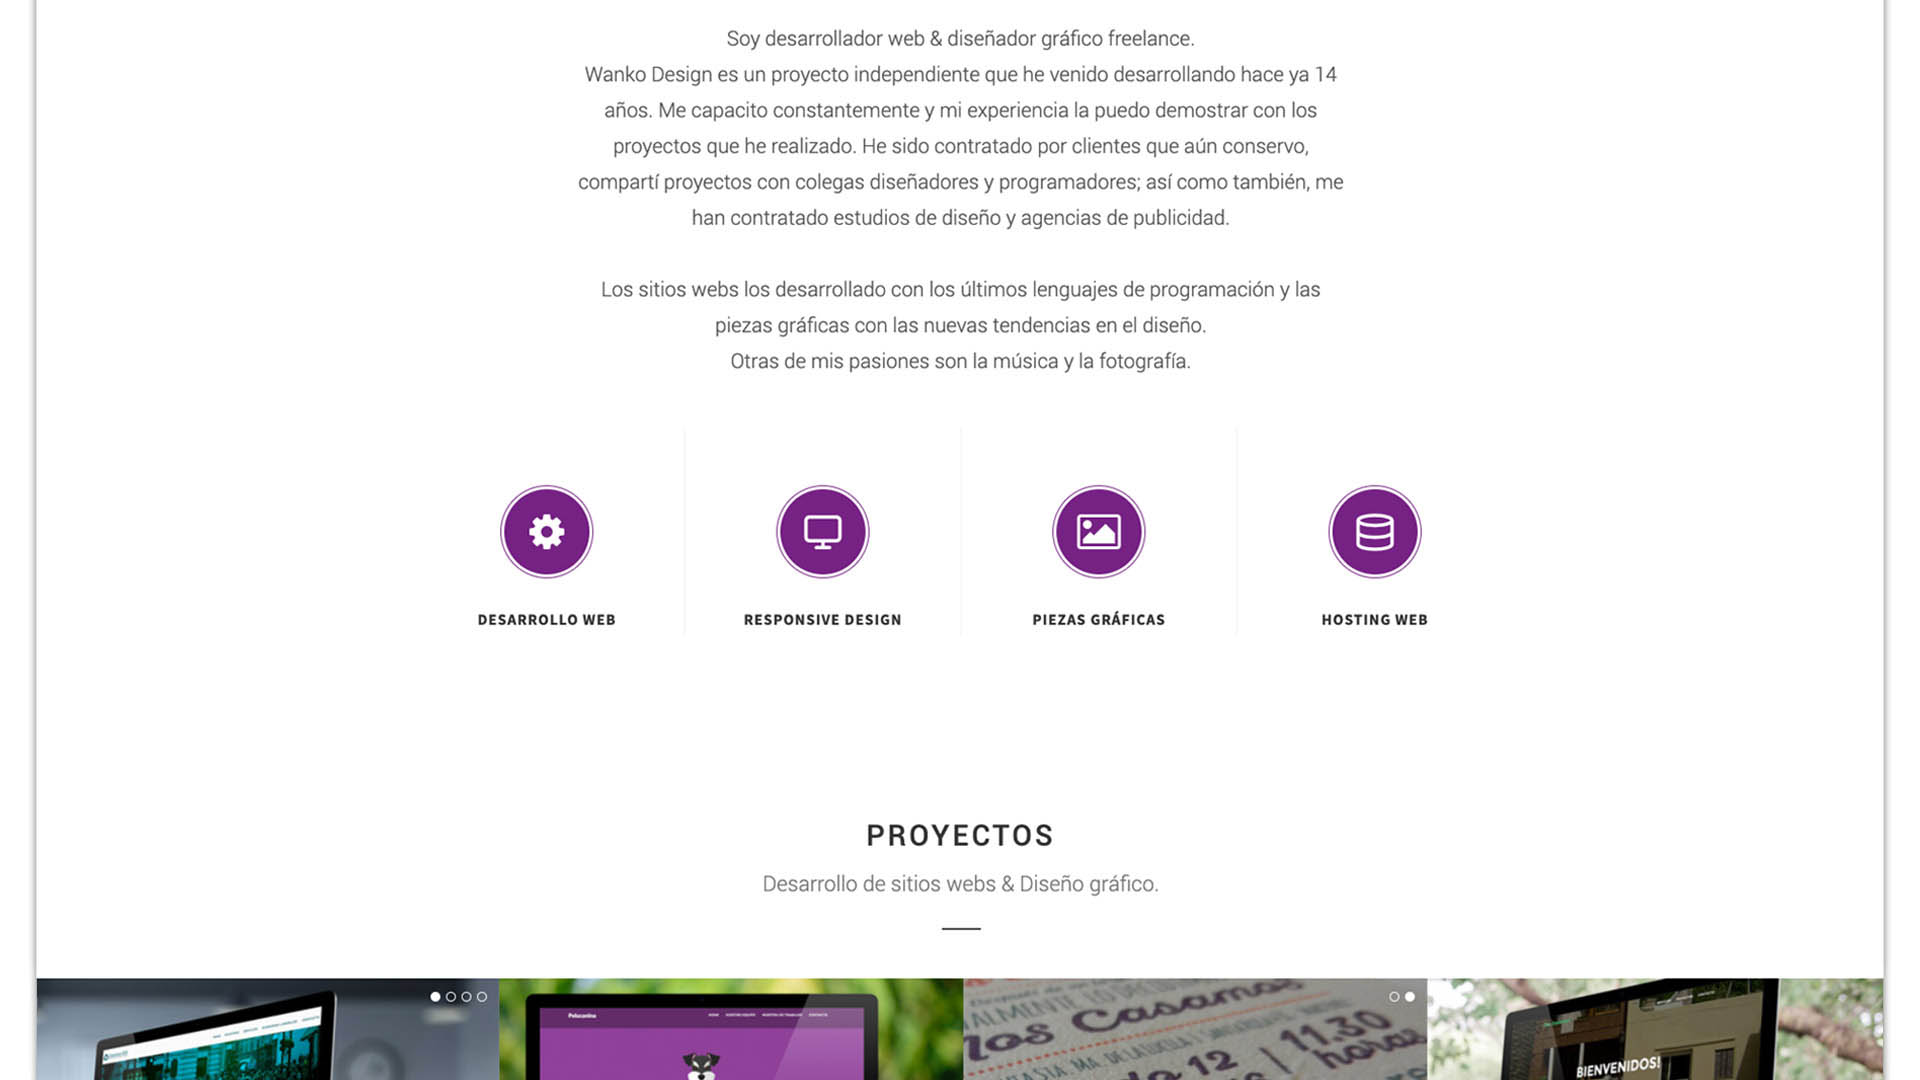 Soy desarrollador web & diseñador gráfico freelance.
Wanko Design es un proyecto independiente que he venido desarrollando hace ya 14
años. Me capacito constantemente y mi experiencia la puedo demostrar con los
proyectos que he realizado. He sido contratado por clientes que aún conservo,
compartí proyectos con colegas diseñadores y programadores; así como también, me
han contratado estudios de diseño y agencias de publicidad.
Los sitios webs los desarrollado con los últimos lenguajes de programación y las
piezas gráficas con las nuevas tendencias en el diseño.
Otras de mis pasiones son la música y la fotografía.
DESARROLLO WEB
RESPONSIVE DESIGN
PIEZAS GRÁFICAS
HOSTING WEB
PROYECTOS
Desarrollo de sitios webs & Diseño gráfico.
Pelucanina
HOME
CONTACTO
Nos Casamos
12 | 11.30
horas
BIENVENIDOS!